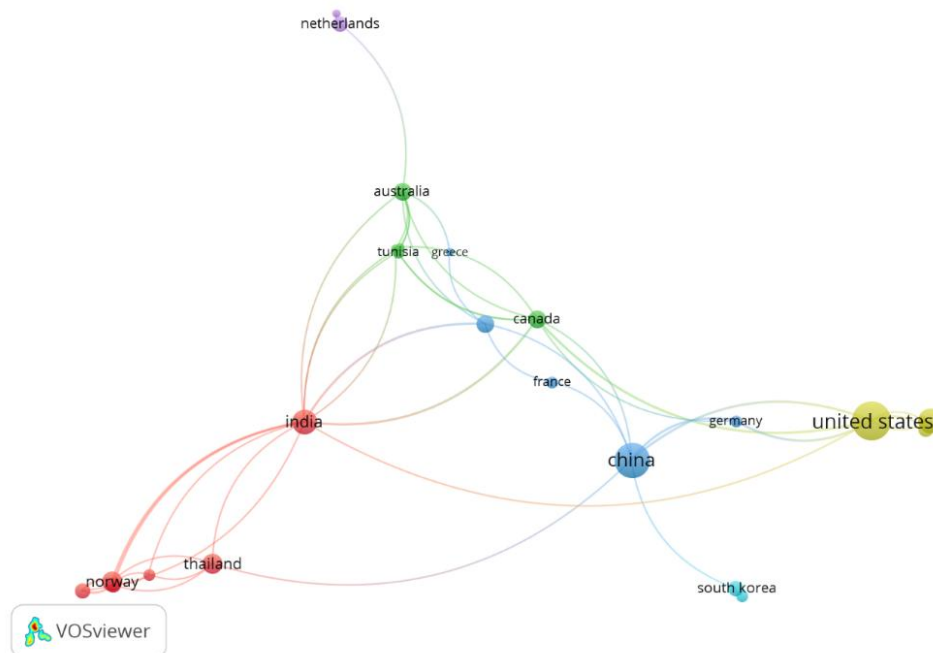 netherlands
australia
tunisia
greece
canada
france
india
united states
germany
china
thailand
norway
south korea
VOSviewer